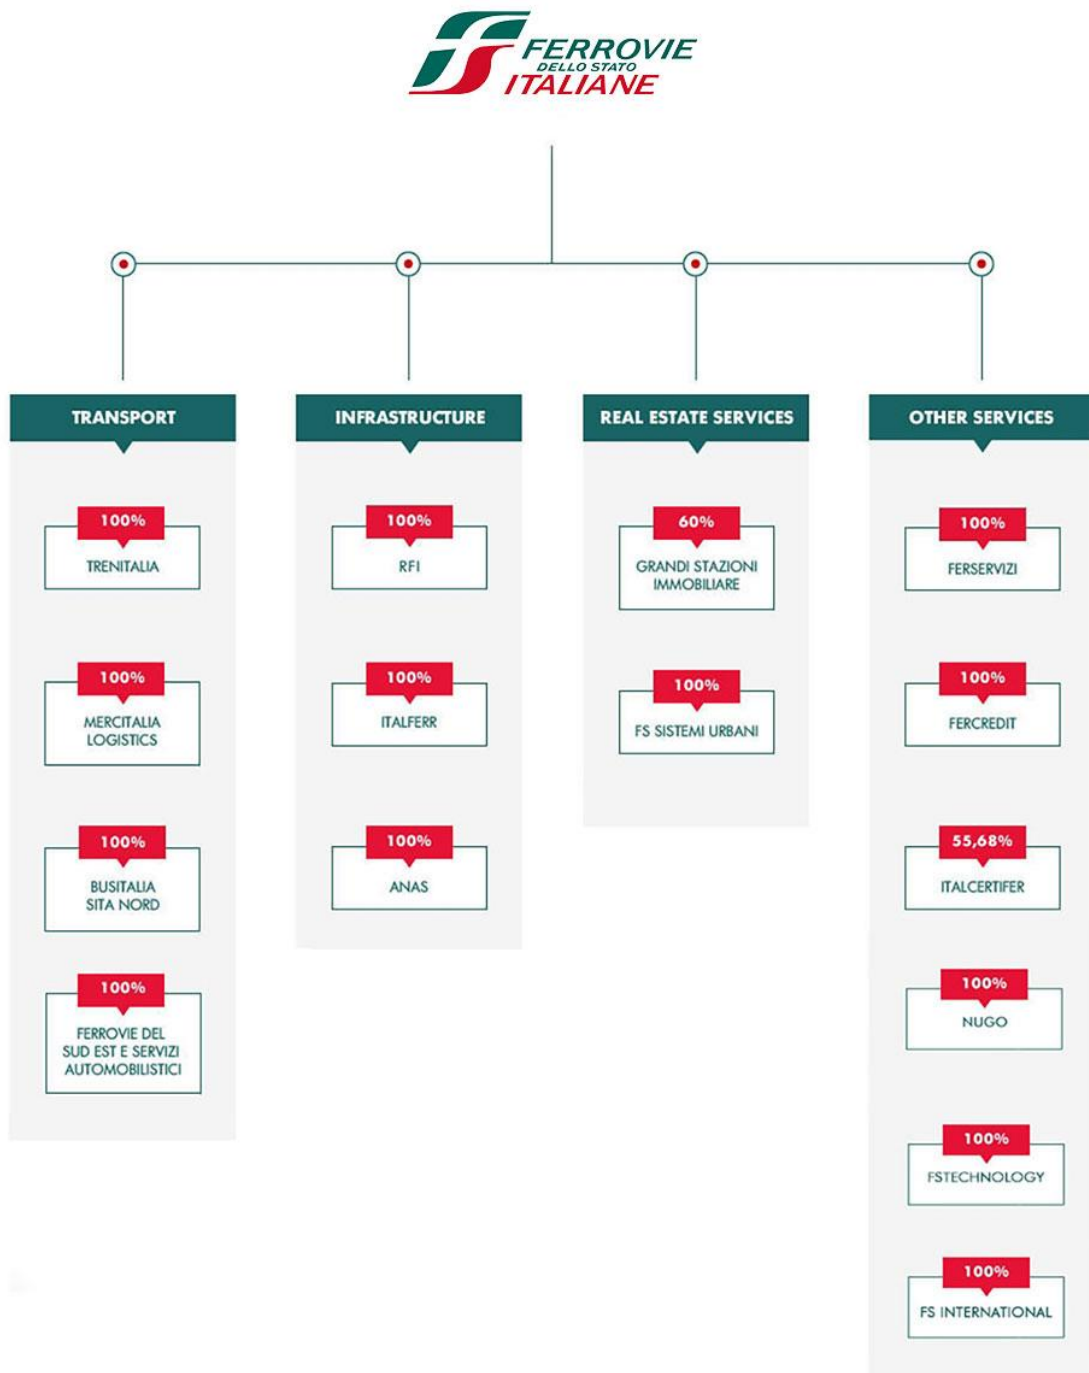 FERROVIE
DELLO STATO
ITALIANE
TRANSPORT
100%
TRENITALIA
100%
MERCITALIA
LOGISTICS
100%
BUSITALIA
SITA NORD
100%
FERROVIE DEL
SUD EST E SERVIZI
AUTOMOBILISTICI
INFRASTRUCTURE
100%
RFI
100%
ITALFERR
100%
ANAS
REAL ESTATE SERVICES
60%
GRANDI STAZIONI
IMMOBILIARE
100%
FS SISTEMI URBANI
OTHER SERVICES
100%
FERSERVIZI
100%
FERCREDIT
55,68%
ITALCERTIFER
100%
NUGO
100%
FSTECHNOLOGY
100%
FS INTERNATIONAL